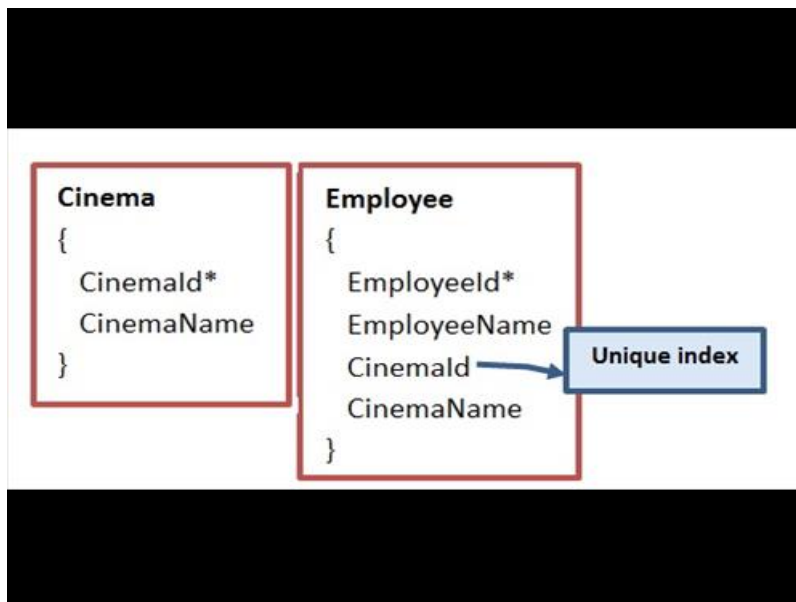 Cinema
{
CinemaId*
CinemaName
}
Employee
{
EmployeeId*
EmployeeName
CinemaId
CinemaName
}
Unique index